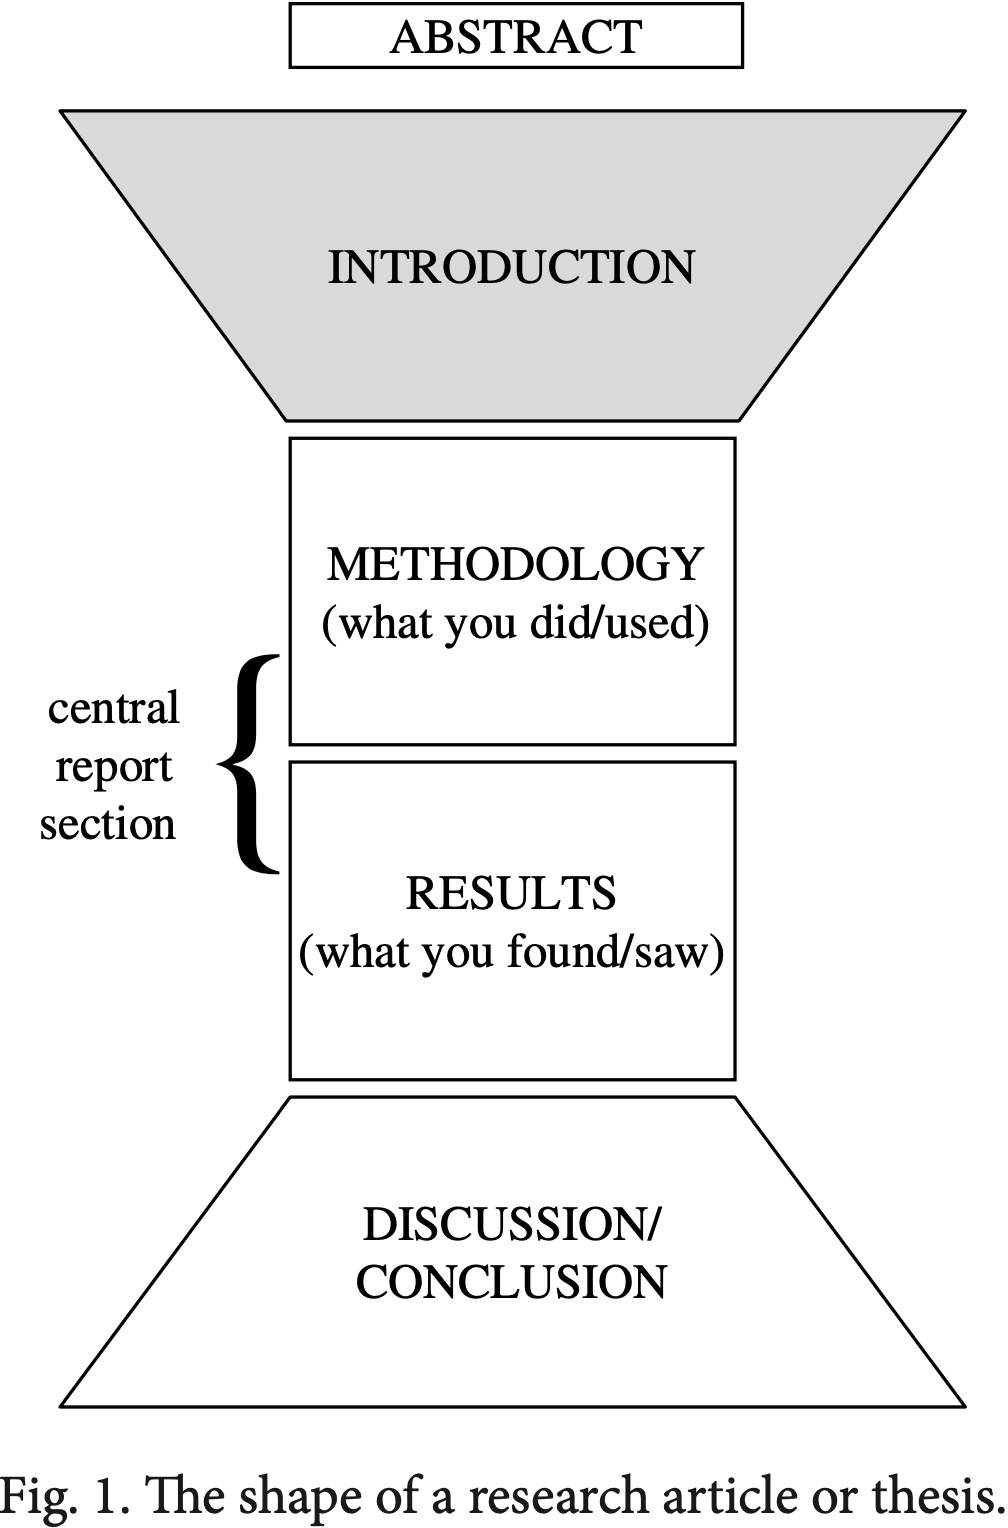 ABSTRACT
INTRODUCTION
METHODOLOGY
(what you did/used)
central
report
section
RESULTS
(what you found/saw)
DISCUSSION/
CONCLUSION
Fig. 1. The shape of a research article or thesis.